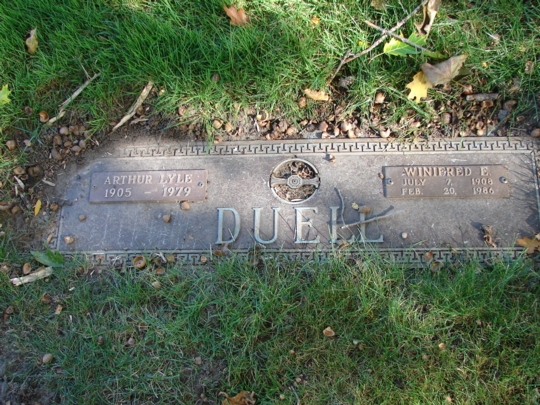 ARTHUR LYLE
1905 — 1979
WINIFRED E.
JULY 7, 1908
FEB. 20, 1986
DUELL